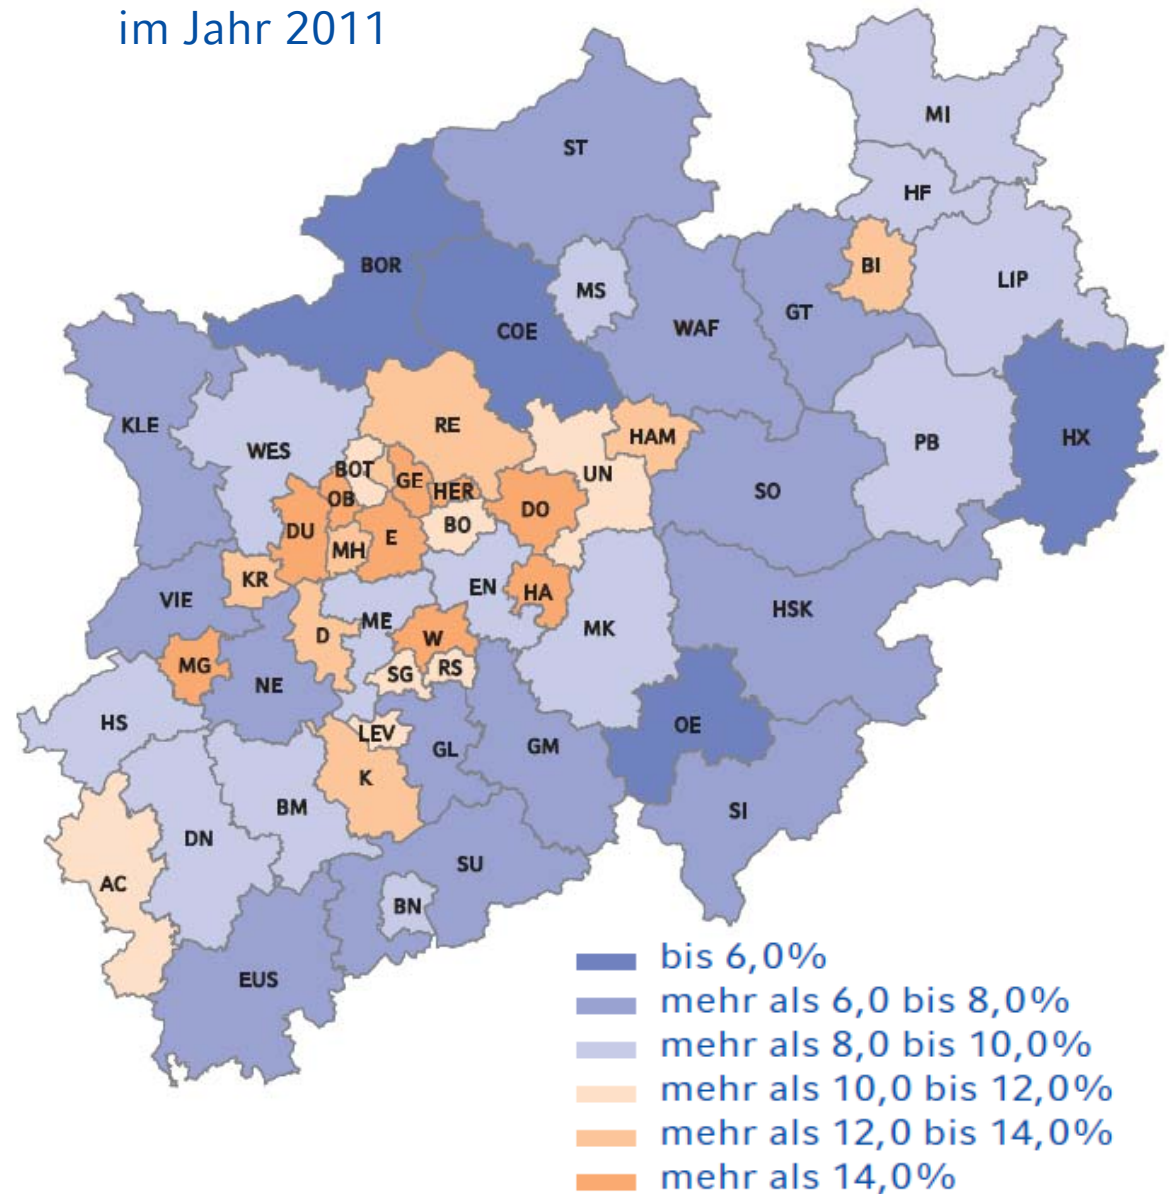 im Jahr 2011
MI
ST
HF
BOR
BI
LIP
MS
GT
COE
WAF
KLE
RE
HAM
HX
WES
PB
BOT
UN
GE
OB
HER
SO
DO
BO
DU
E
MH
KR
EN
HA
VIE
ME
HSK
MK
D
W
MG
SG
RS
NE
HS
OE
LEV
GL
GM
K
BM
SI
DN
SU
AC
BN
EUS
bis 6,0%
mehr als 6,0 bis 8,0%
mehr als 8,0 bis 10,0%
mehr als 10,0 bis 12,0%
mehr als 12,0 bis 14,0%
mehr als 14,0%